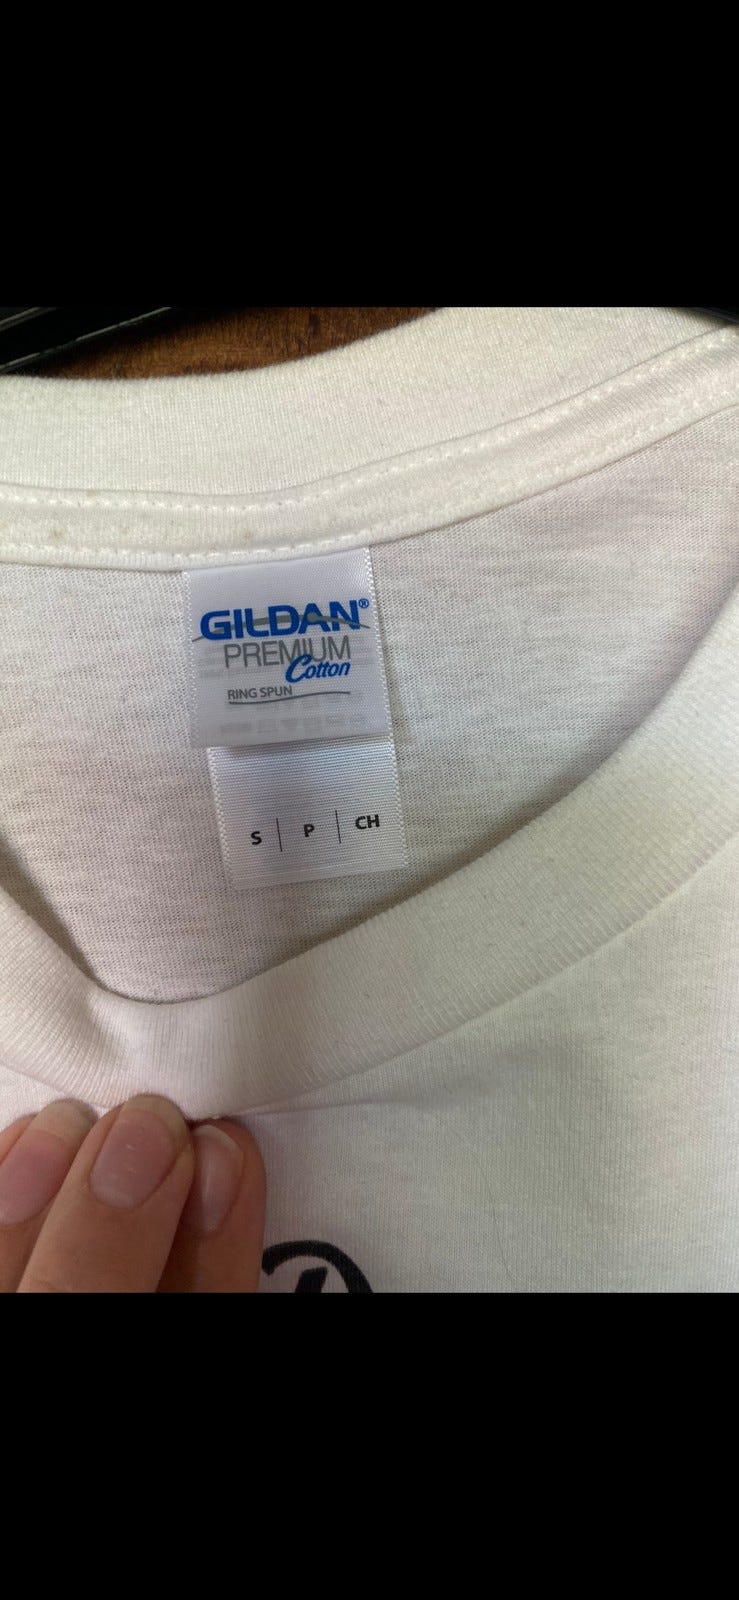 GILDAN®
PREMIUM
Cotton
RING SPUN
S | P | CH